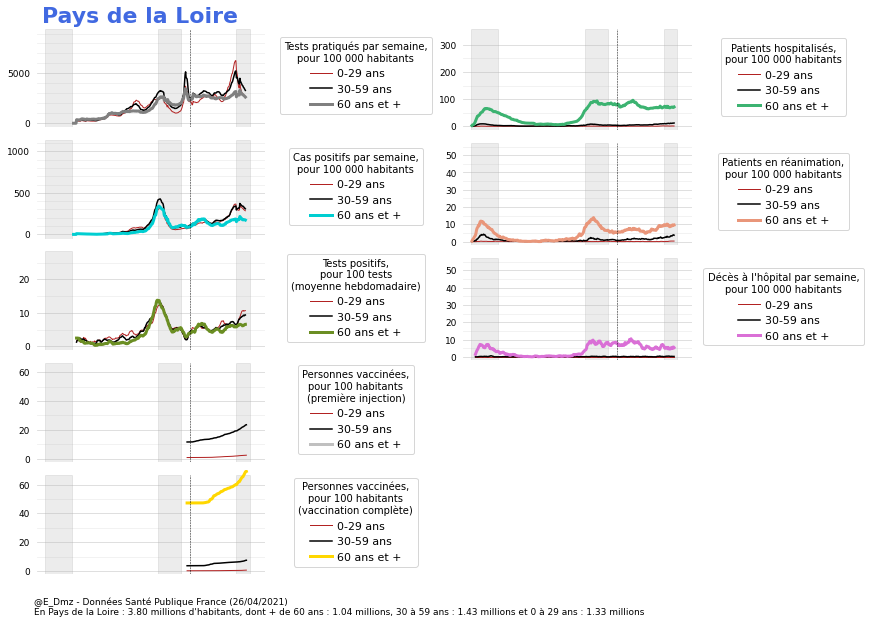 Pays de la Loire
5000
0
Tests pratiqués par semaine,
pour 100 000 habitants
0-29 ans
30-59 ans
60 ans et +
300
200
100
0
Patients hospitalisés,
pour 100 000 habitants
0-29 ans
30-59 ans
60 ans et +
1000
500
0
Cas positifs par semaine,
pour 100 000 habitants
0-29 ans
30-59 ans
60 ans et +
50
40
30
20
10
0
Patients en réanimation,
pour 100 000 habitants
0-29 ans
30-59 ans
60 ans et +
20
10
0
Tests positifs,
pour 100 tests
(moyenne hebdomadaire)
0-29 ans
30-59 ans
60 ans et +
50
40
30
20
10
0
Décès à l'hôpital par semaine,
pour 100 000 habitants
0-29 ans
30-59 ans
60 ans et +
60
40
20
0
Personnes vaccinées,
pour 100 habitants
(première injection)
0-29 ans
30-59 ans
60 ans et +
60
40
20
0
Personnes vaccinées,
pour 100 habitants
(vaccination complète)
0-29 ans
30-59 ans
60 ans et +
@E_Dmz - Données Santé Publique France (26/04/2021)
En Pays de la Loire : 3.80 millions d'habitants, dont + de 60 ans : 1.04 millions, 30 à 59 ans : 1.43 millions et 0 à 29 ans : 1.33 millions